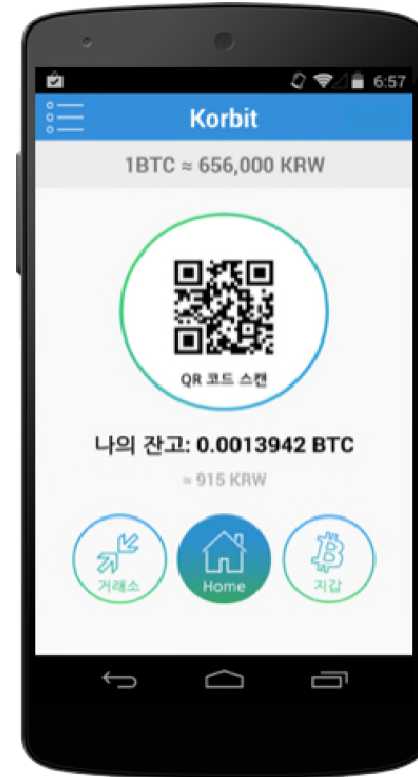 6:57
Korbit
1BTC ≈ 656,000 KRW
QR 코드 스캔
나의 잔고: 0.0013942 BTC
≈ 915 KRW
거래소
Home
지갑